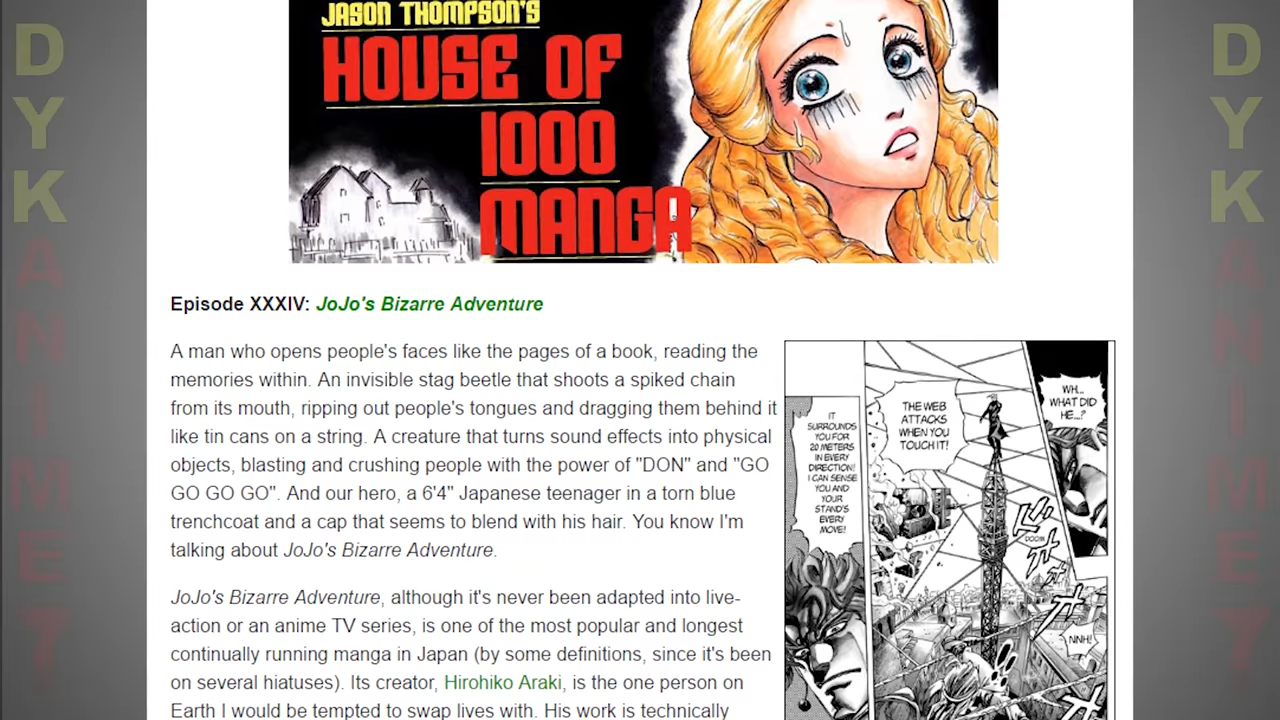 DYKANIME?
JASON THOMPSON'S
HOUSE OF
1000
MANGA
Episode XXXIV: JoJo's Bizarre Adventure
A man who opens people's faces like the pages of a book, reading the
memories within. An invisible stag beetle that shoots a spiked chain
from its mouth, ripping out people's tongues and dragging them behind it
like tin cans on a string. A creature that turns sound effects into physical
objects, blasting and crushing people with the power of "DON" and "GO
GO GO GO". And our hero, a 6'4" Japanese teenager in a torn blue
trenchcoat and a cap that seems to blend with his hair. You know I'm
talking about JoJo's Bizarre Adventure.
JoJo's Bizarre Adventure, although it's never been adapted into live-
action or an anime TV series, is one of the most popular and longest
continually running manga in Japan (by some definitions, since it's been
on several hiatuses). Its creator, Hirohiko Araki, is the one person on
Earth I would be tempted to swap lives with. His work is technically
WH...
WHAT DID
HE...?
THE WEB
ATTACKS
WHEN YOU
TOUCH IT!
IT
SURROUNDS
YOU FOR
20 METERS
IN EVERY
DIRECTION!
I CAN SENSE
YOU AND
YOUR
STAND'S
EVERY
MOVE!
ドドド
DOOM
NNH!
DYKANIME?